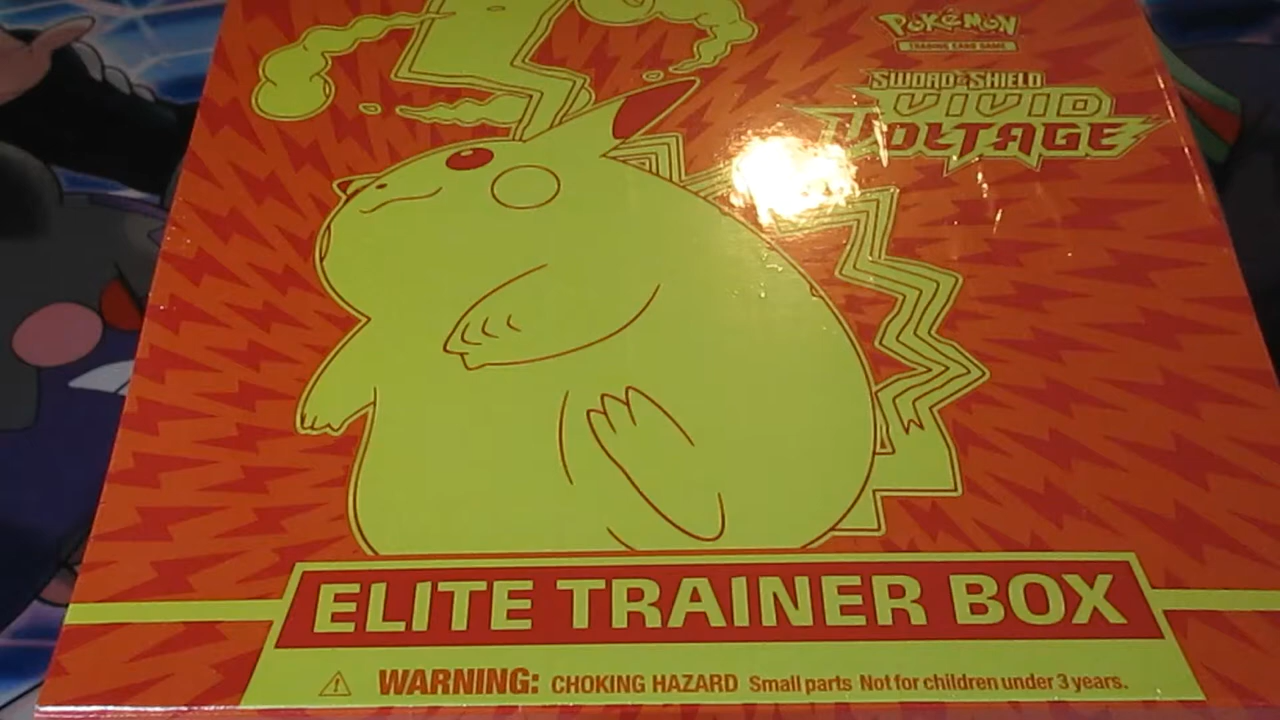 POKéMON
TRADING CARD GAME
SWORD & SHIELD
VIVID
VOLTAGE
ELITE TRAINER BOX
WARNING: CHOKING HAZARD Small parts Not for children under 3 years.